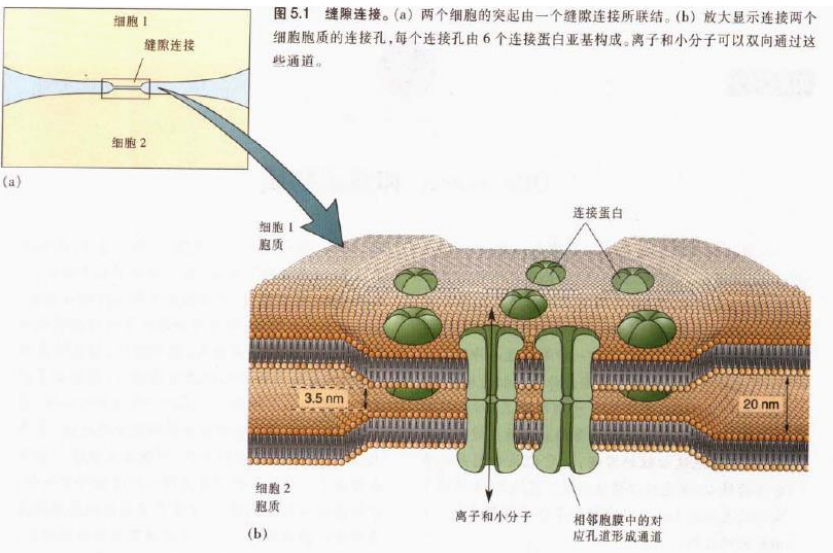 图 5.1 缝隙连接。(a) 两个细胞的突起由一个缝隙连接所联结。(b) 放大显示连接两个
细胞胞质的连接孔,每个连接孔由 6 个连接蛋白亚基构成。离子和小分子可以双向通过这
些通道。
细胞 1
缝隙连接
细胞 2
(a)
连接蛋白
细胞 1
胞质
3.5 nm
20 nm
细胞 2
胞质
(b)
离子和小分子
相邻胞膜中的对
应孔道形成通道